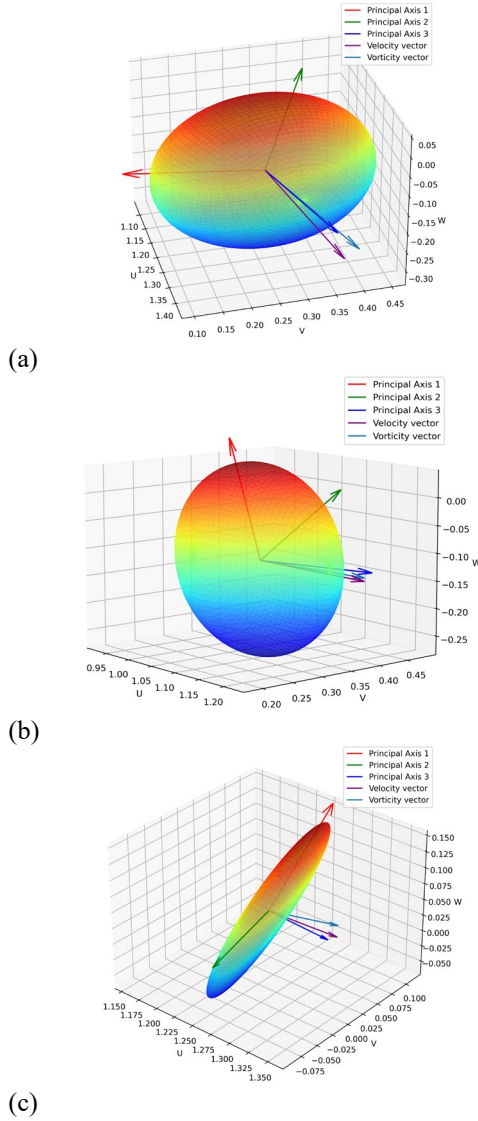 Principal Axis 1
Principal Axis 2
Principal Axis 3
Velocity vector
Vorticity vector
0.05
0.00
−0.05
−0.10
−0.15
W
−0.20
−0.25
−0.30
1.10
1.15
1.20
1.25
1.30
1.35
1.40
U
0.10
0.15
0.20
0.25
0.30
0.35
0.40
0.45
V
(a)
Principal Axis 1
Principal Axis 2
Principal Axis 3
Velocity vector
Vorticity vector
0.00
−0.05
−0.10
W
−0.15
−0.20
−0.25
0.95
1.00
1.05
1.10
1.15
1.20
U
0.20
0.25
0.30
0.35
0.40
0.45
V
(b)
Principal Axis 1
Principal Axis 2
Principal Axis 3
Velocity vector
Vorticity vector
0.150
0.125
0.100
0.075
0.050
W
0.025
0.000
−0.025
−0.050
1.150
1.175
1.200
1.225
1.250
1.275
1.300
1.325
1.350
U
0.100
0.075
0.050
0.025
0.000
−0.025
−0.050
−0.075
V
(c)